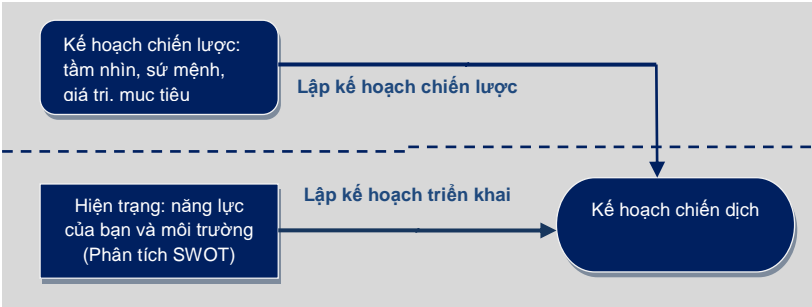 Kế hoạch chiến lược:
tầm nhìn, sứ mệnh,
giá trị, mục tiêu
Lập kế hoạch chiến lược
Hiện trạng: năng lực
của bạn và môi trường
(Phân tích SWOT)
Lập kế hoạch triển khai
Kế hoạch chiến dịch